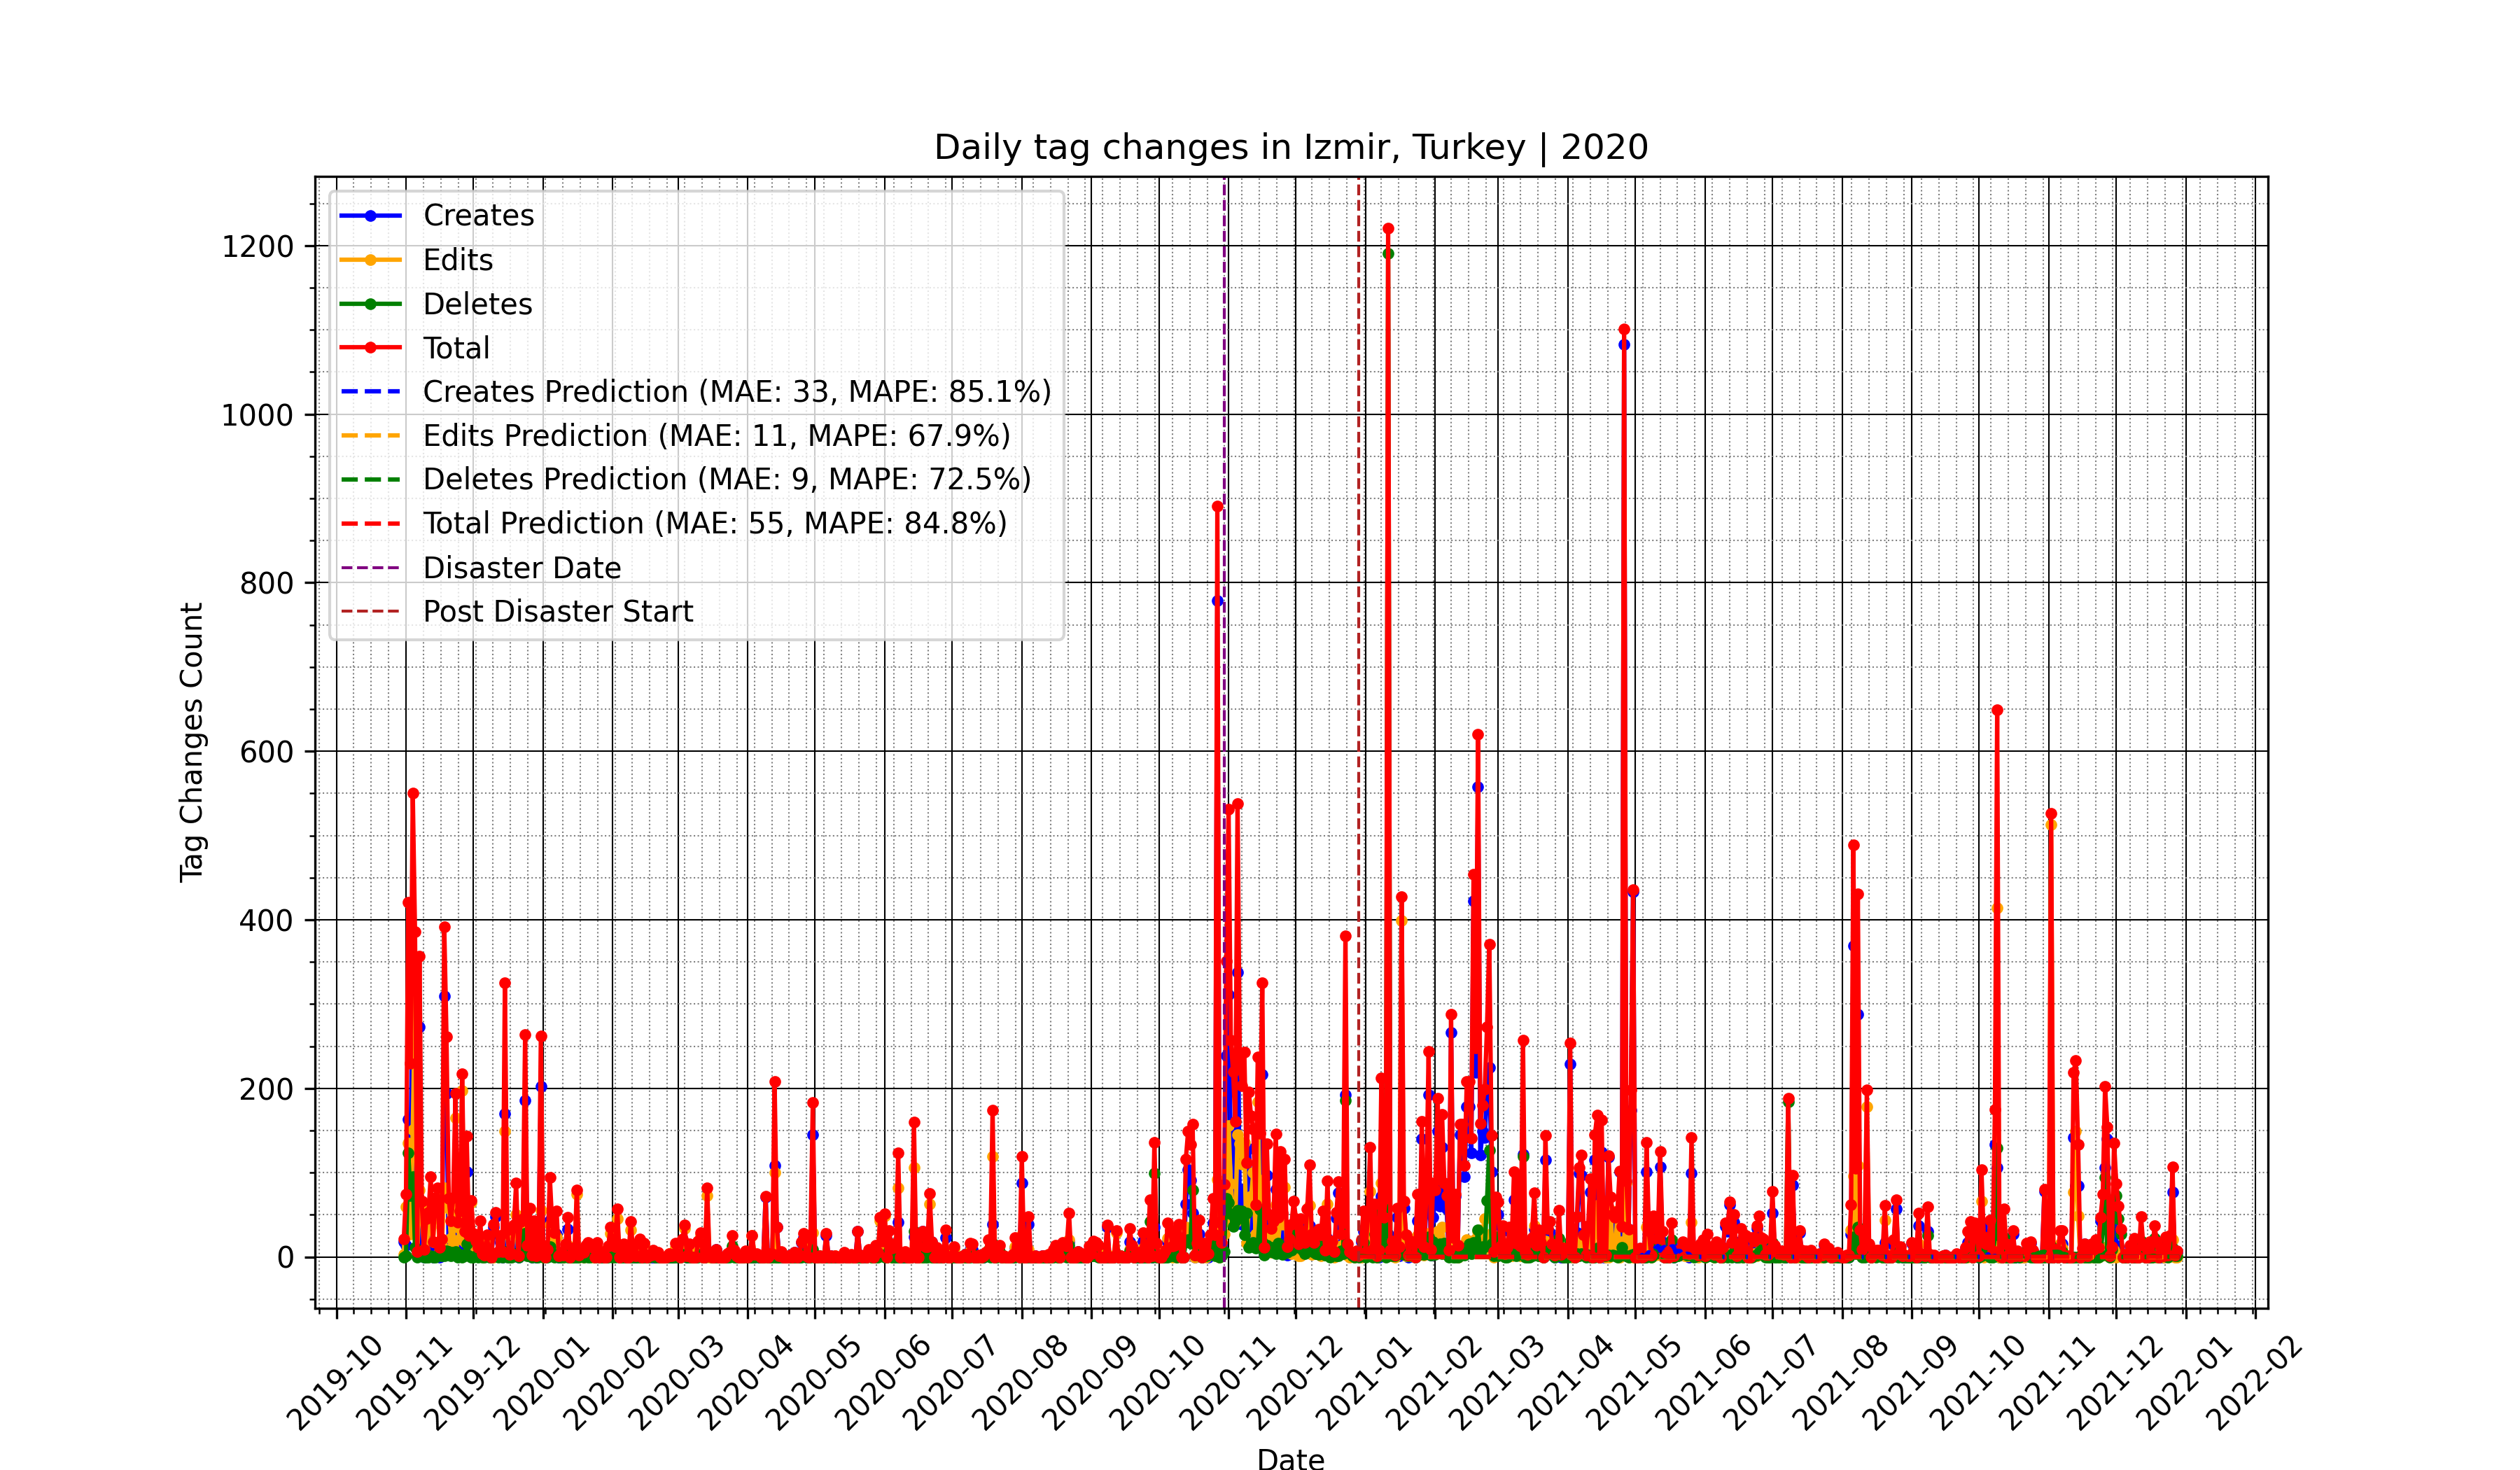 Daily tag changes in Izmir, Turkey | 2020
Creates
Edits
Deletes
Total
Creates Prediction (MAE: 33, MAPE: 85.1%)
Edits Prediction (MAE: 11, MAPE: 67.9%)
Deletes Prediction (MAE: 9, MAPE: 72.5%)
Total Prediction (MAE: 55, MAPE: 84.8%)
Disaster Date
Post Disaster Start
Tag Changes Count
1200
1000
800
600
400
200
0
2019-10
2019-11
2019-12
2020-01
2020-02
2020-03
2020-04
2020-05
2020-06
2020-07
2020-08
2020-09
2020-10
2020-11
2020-12
2021-01
2021-02
2021-03
2021-04
2021-05
2021-06
2021-07
2021-08
2021-09
2021-10
2021-11
2021-12
2022-01
2022-02
Date